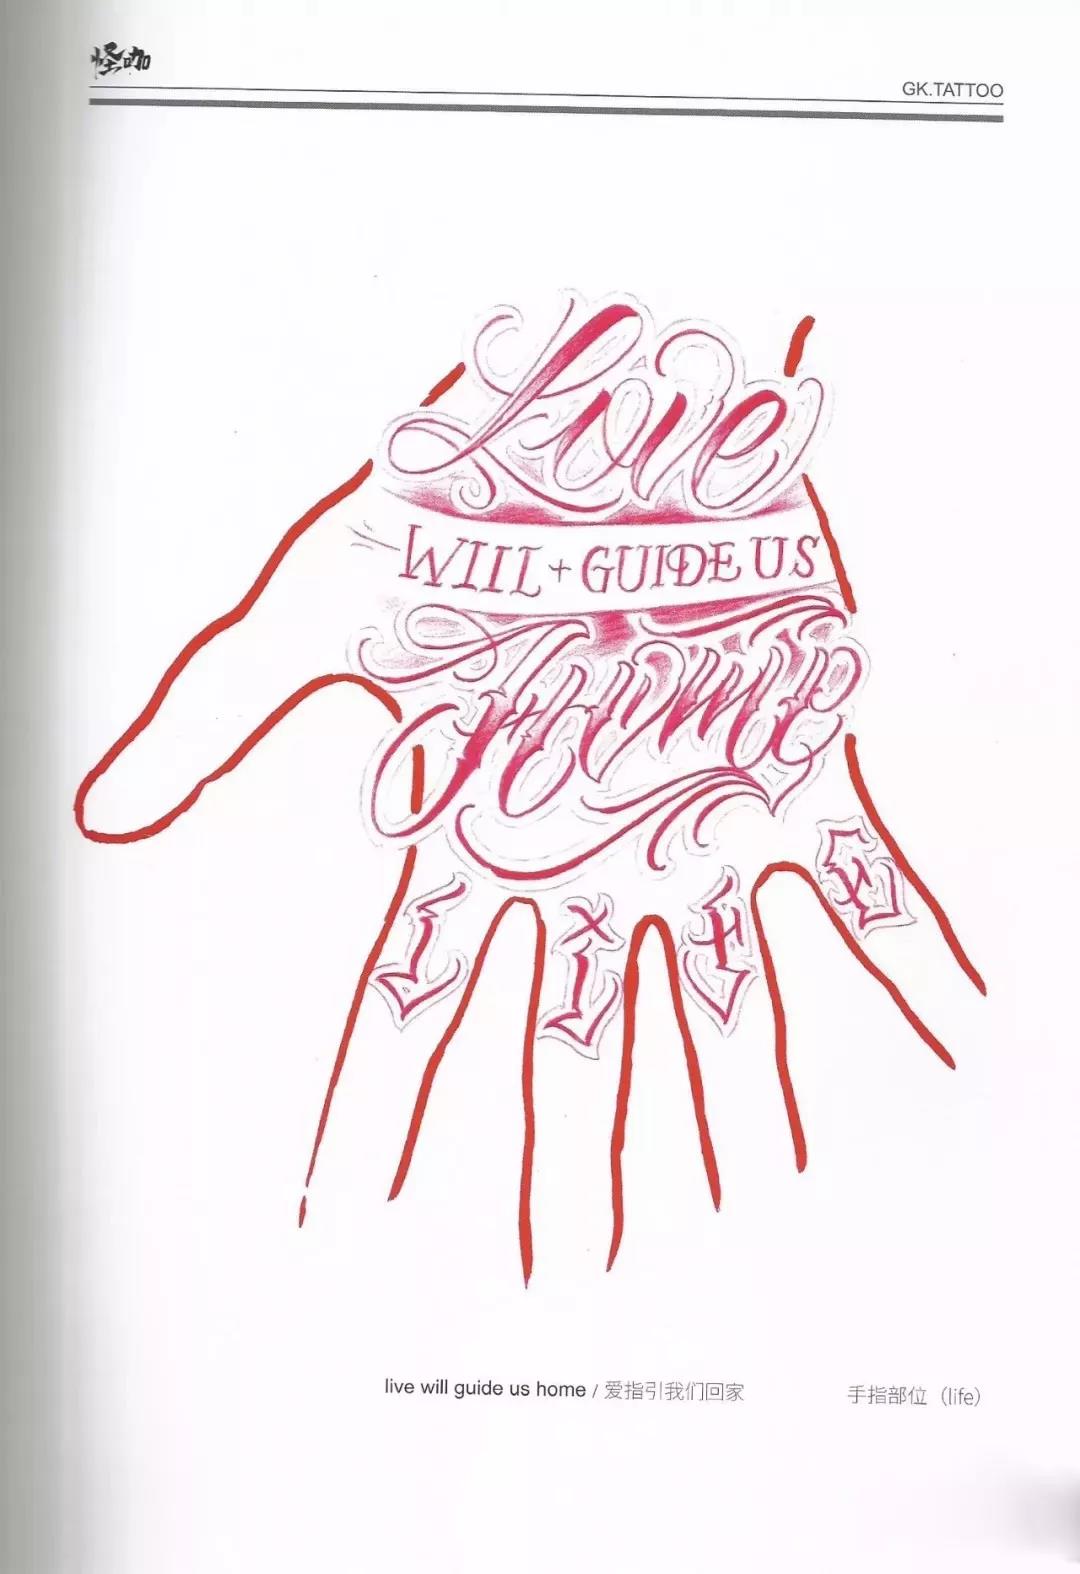 怪咖
GK.TATTOO
Love
WILL + GUIDE US
Home
L I F E
live will guide us home / 爱指引我们回家
手指部位（life）